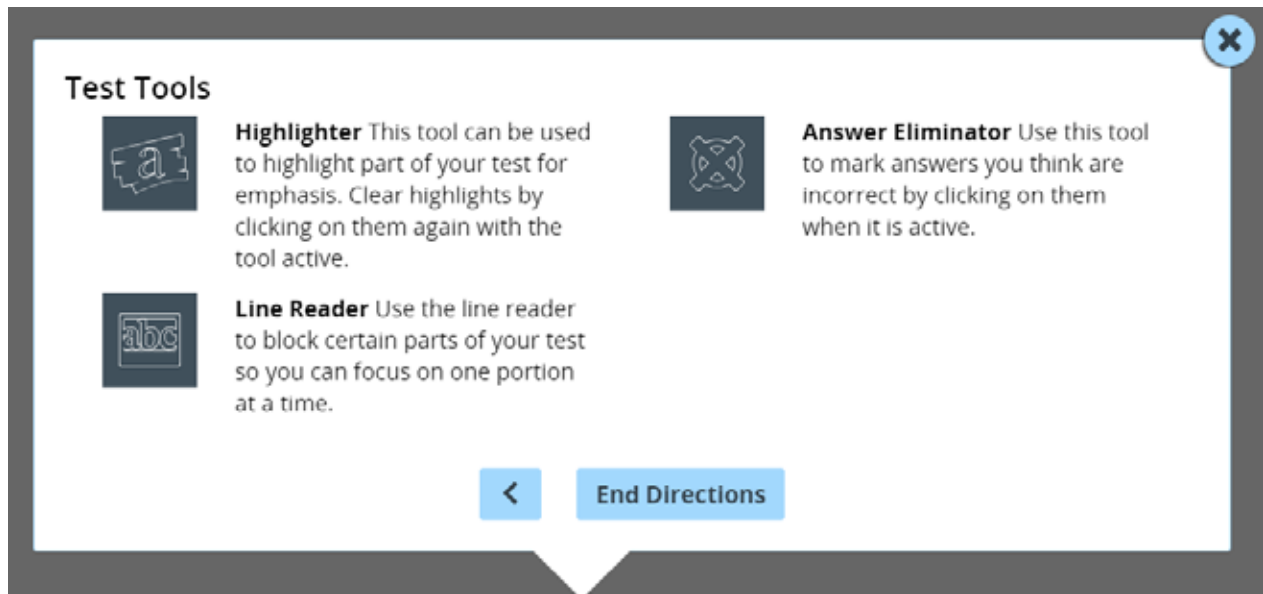 Test Tools
a
Highlighter This tool can be used
to highlight part of your test for
emphasis. Clear highlights by
clicking on them again with the
tool active.
Answer Eliminator Use this tool
to mark answers you think are
incorrect by clicking on them
when it is active.
abc
Line Reader Use the line reader
to block certain parts of your test
so you can focus on one portion
at a time.
End Directions